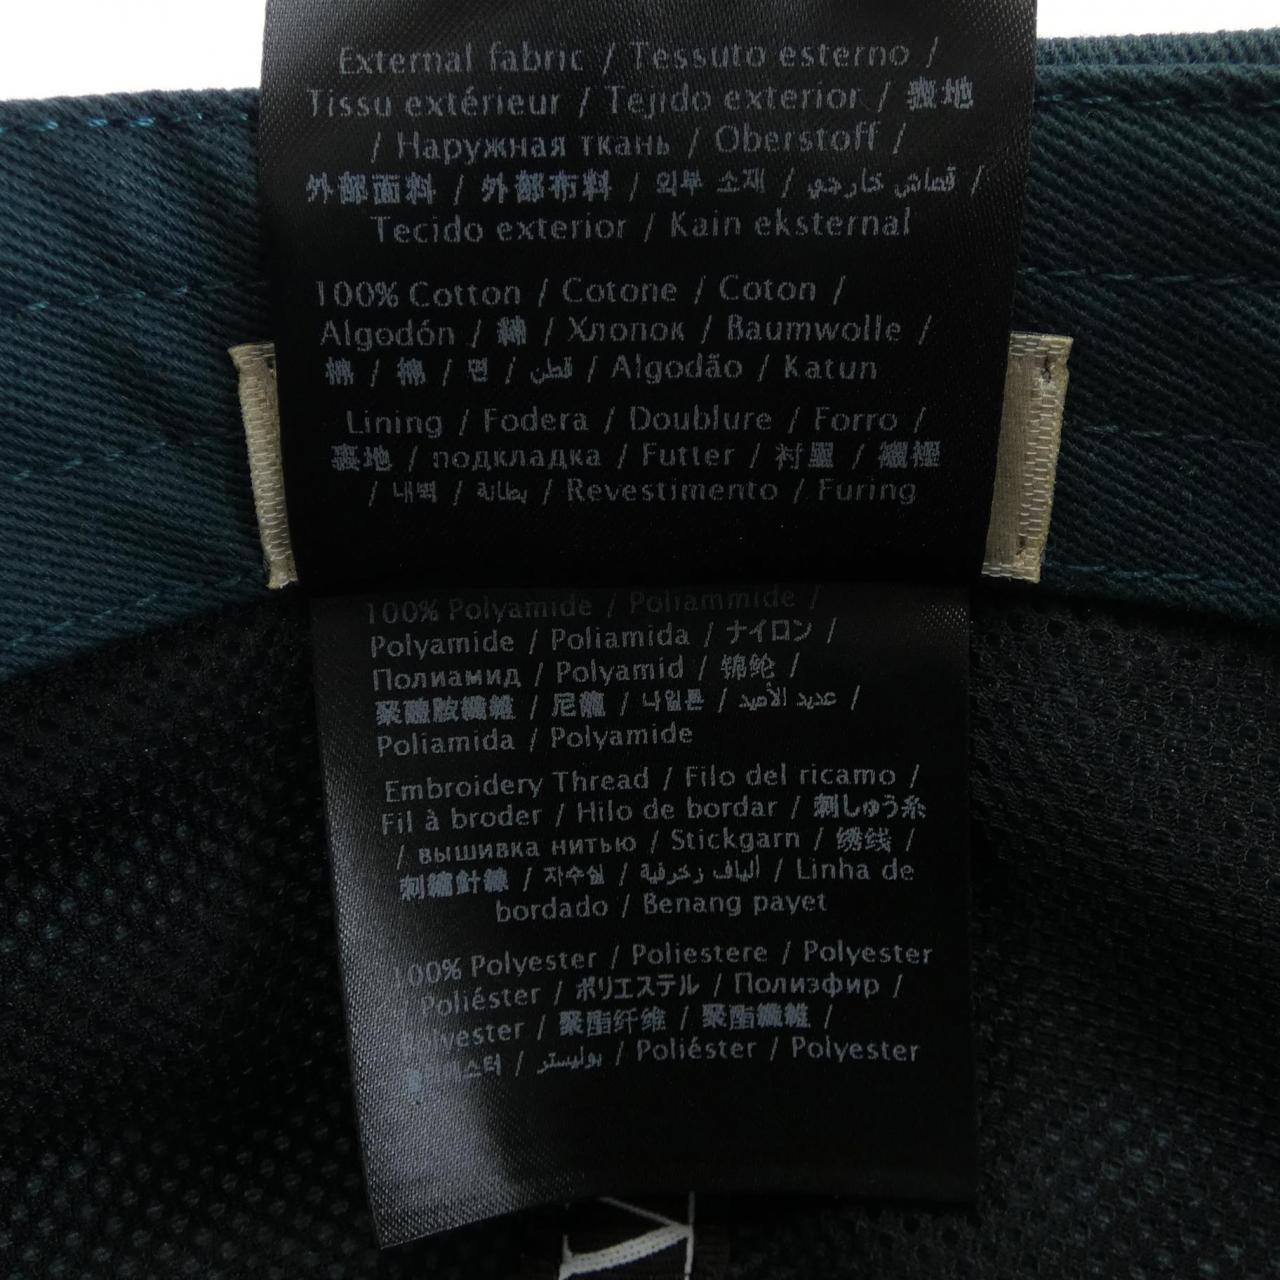 External fabric / Tessuto esterno /
Tissu extérieur / Tejido exterior / 表地
/ Наружная ткань / Oberstoff /
外部面料 / 外部布料 / 외부 소재 / قماش خارجي /
Tecido exterior / Kain eksternal
100% Cotton / Cotone / Coton /
Algodón / 綿 / Хлопок / Baumwolle /
棉 / 棉 / 면 / قطن / Algodão / Katun
Lining / Fodera / Doublure / Forro /
裏地 / подкладка / Futter / 衬里 / 襯裡
/ 내벽 / بطانة / Revestimento / Furing
100% Polyamide / Poliammide /
Polyamide / Poliamida / ナイロン /
Полиамид / Polyamid / 锦纶 /
聚醯胺纖維 / 尼龍 / 나일론 / عديد الأميد /
Poliamida / Polyamide
Embroidery Thread / Filo del ricamo /
Fil à broder / Hilo de bordar / 刺しゅう糸
/ вышивка нитью / Stickgarn / 绣线 /
刺繡針線 / 자수실 / ألياف زخرفية / Linha de
bordado / Benang payet
100% Polyester / Poliestere / Polyester
/ Poliéster / ポリエステル / Полиэфир /
Polyester / 聚酯纤维 / 聚酯纖維 /
/ بوليستر / Poliéster / Polyester